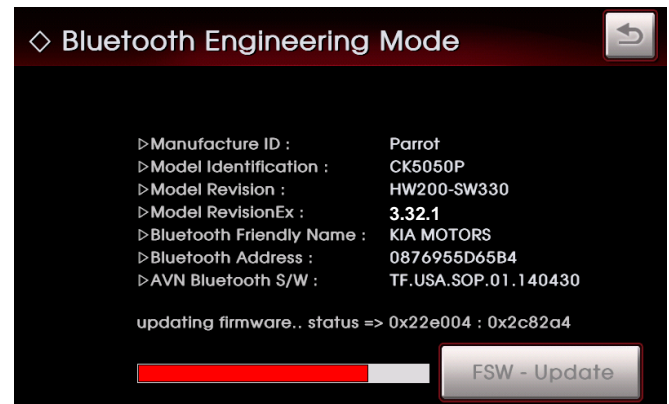 ◇ Bluetooth Engineering Mode
▷Manufacture ID : Parrot
▷Model Identification : CK5050P
▷Model Revision : HW200-SW330
▷Model RevisionEx : 3.32.1
▷Bluetooth Friendly Name : KIA MOTORS
▷Bluetooth Address : 0876955D65B4
▷AVN Bluetooth S/W : TF.USA.SOP.01.140430
updating firmware.. status => 0x22e004 : 0x2c82a4
FSW - Update